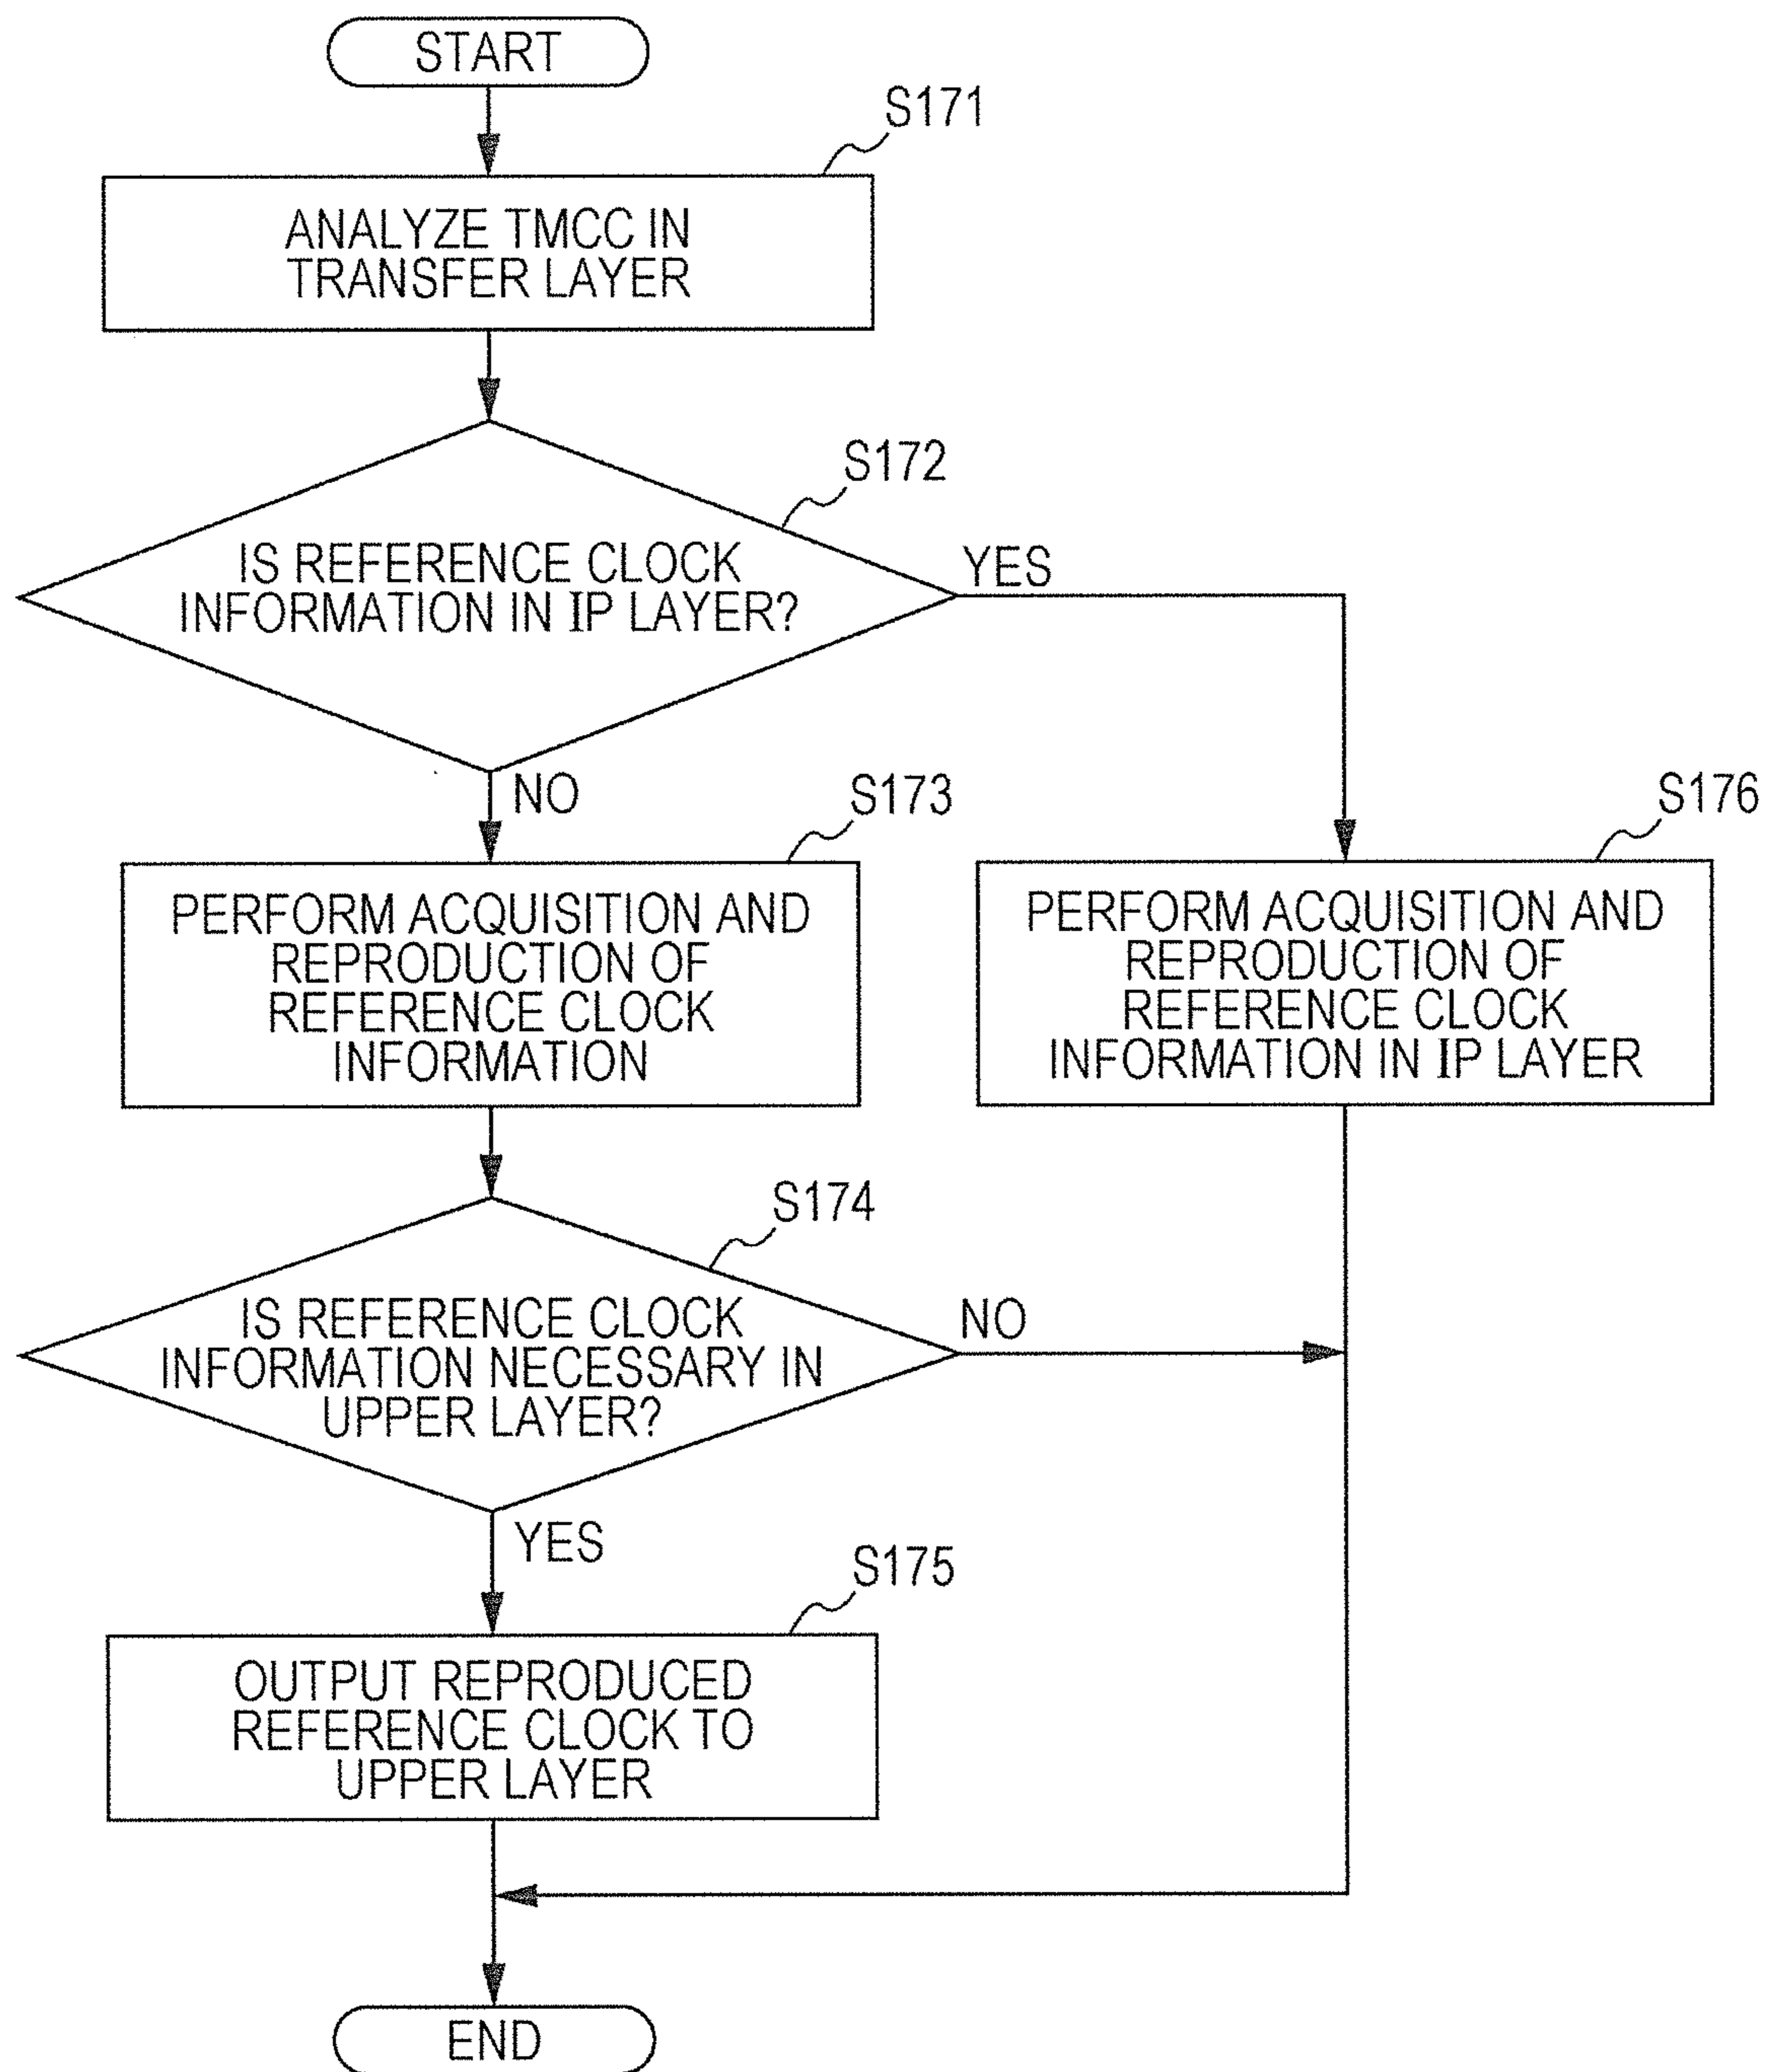 START
S171
ANALYZE TMCC IN
TRANSFER LAYER
S172
IS REFERENCE CLOCK
INFORMATION IN IP LAYER?
YES
NO
S173
PERFORM ACQUISITION AND
REPRODUCTION OF
REFERENCE CLOCK
INFORMATION
S176
PERFORM ACQUISITION AND
REPRODUCTION OF
REFERENCE CLOCK
INFORMATION IN IP LAYER
S174
IS REFERENCE CLOCK
INFORMATION NECESSARY IN
UPPER LAYER?
NO
YES
S175
OUTPUT REPRODUCED
REFERENCE CLOCK TO
UPPER LAYER
END